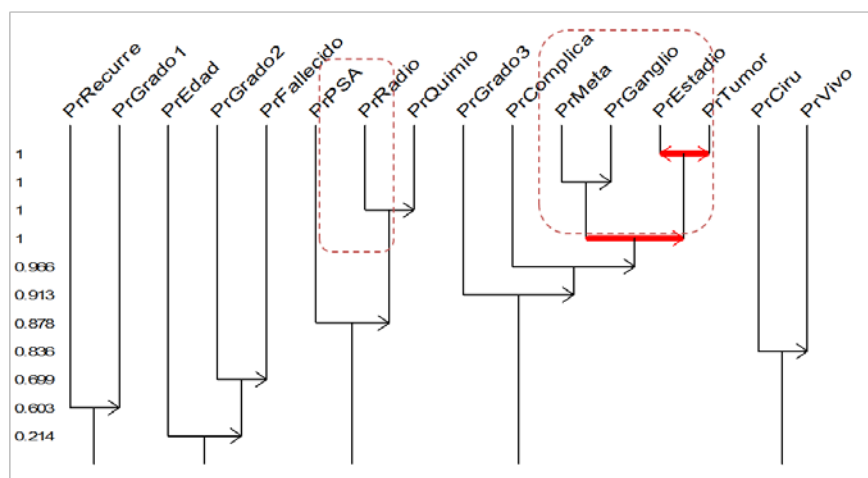 PrRecurre
PrGrado1
PrEdad
PrGrado2
PrFallecido
PrPSA
PrRadio
PrQuimio
PrGrado3
PrComplica
PrMeta
PrGanglio
PrEstadio
PrTumor
PrCiru
PrVivo
1
1
1
1
0.966
0.913
0.878
0.836
0.699
0.603
0.214